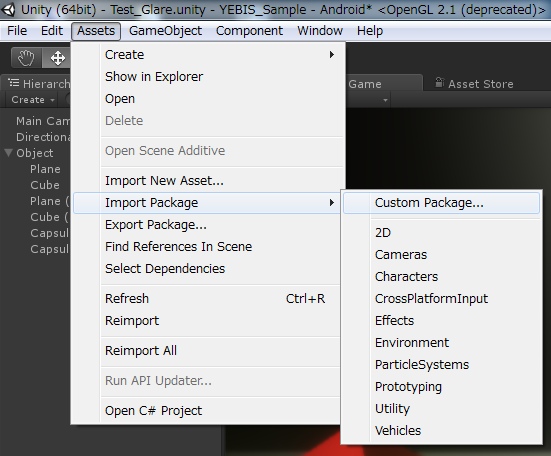 Unity (64bit) - Test_Glare.unity - YEBIS_Sample - Android* <OpenGL 2.1 (deprecated)>
File Edit Assets GameObject Component Window Help
Hierarch
Game
Asset Store
Create
Main Cam
Directiona
Object
Plane
Cube
Plane (
Cube (
Capsul
Capsul
Create
Show in Explorer
Open
Delete
Open Scene Additive
Import New Asset...
Import Package
Export Package...
Find References In Scene
Select Dependencies
Refresh Ctrl+R
Reimport
Reimport All
Run API Updater...
Open C# Project
Custom Package...
2D
Cameras
Characters
CrossPlatformInput
Effects
Environment
ParticleSystems
Prototyping
Utility
Vehicles